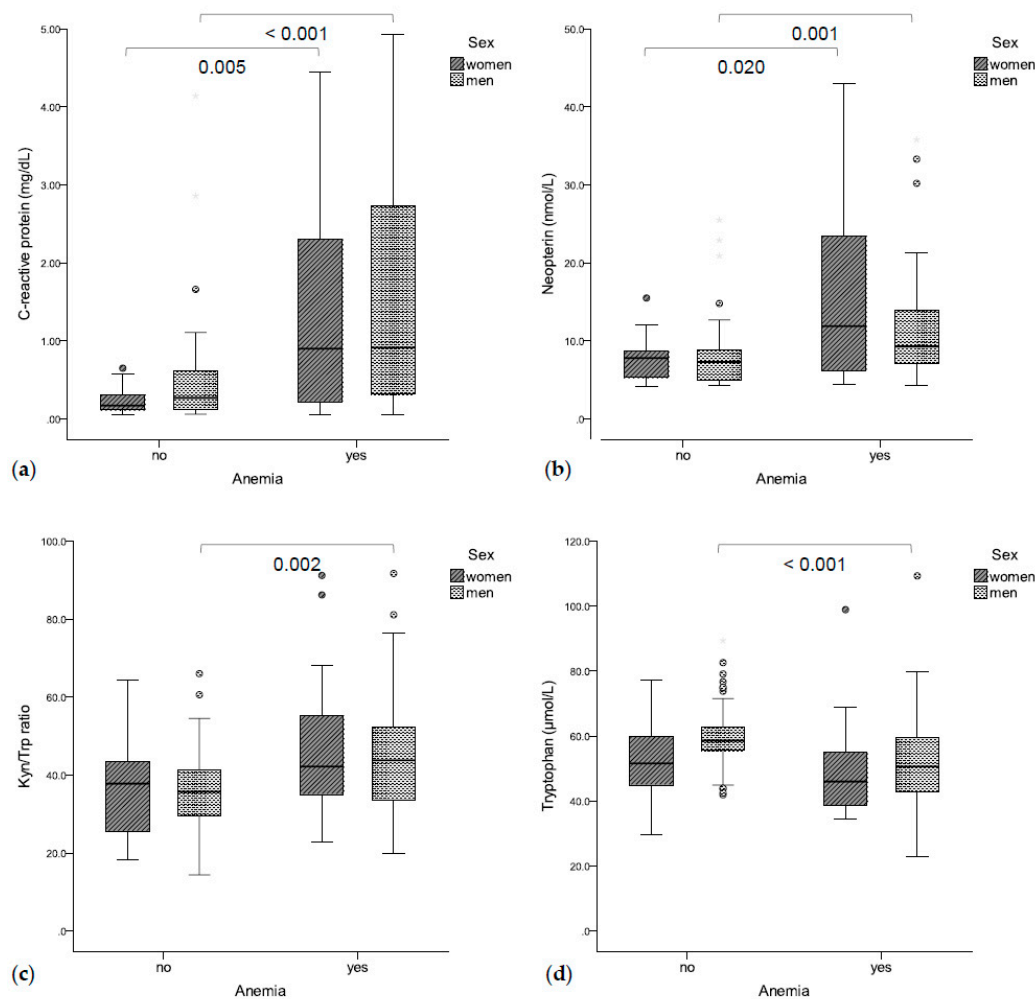 < 0.001
0.005
Sex
women
men
5.00
4.00
3.00
2.00
1.00
.00
C-reactive protein (mg/dL)
no
yes
Anemia
(a)
0.001
0.020
Sex
women
men
50.0
40.0
30.0
20.0
10.0
.0
Neopterin (nmol/L)
no
yes
Anemia
(b)
0.002
Sex
women
men
100.0
80.0
60.0
40.0
20.0
.0
Kyn/Trp ratio
no
yes
Anemia
(c)
< 0.001
Sex
women
men
120.0
100.0
80.0
60.0
40.0
20.0
.0
Tryptophan (µmol/L)
no
yes
Anemia
(d)